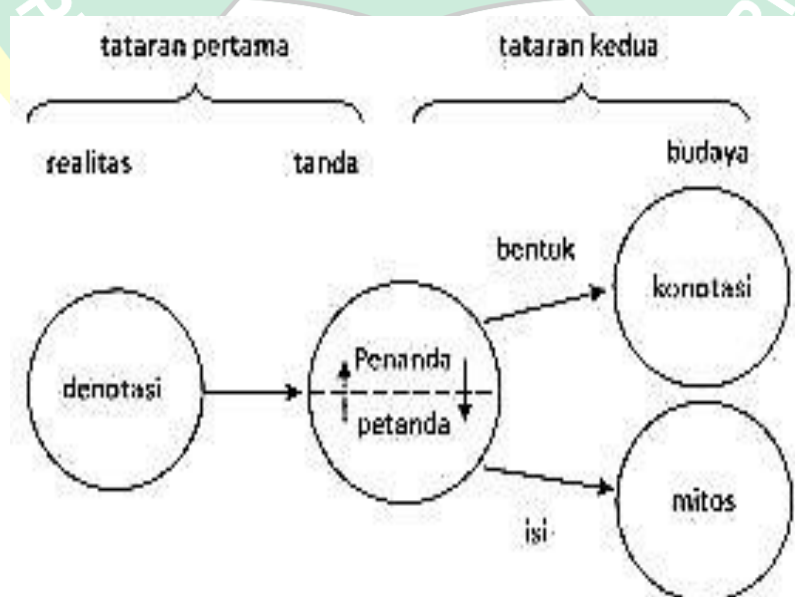 tataran pertama
tataran kedua
realitas
tanda
budaya
bentuk
konotasi
denotasi
Penanda
petanda
isi
mitos